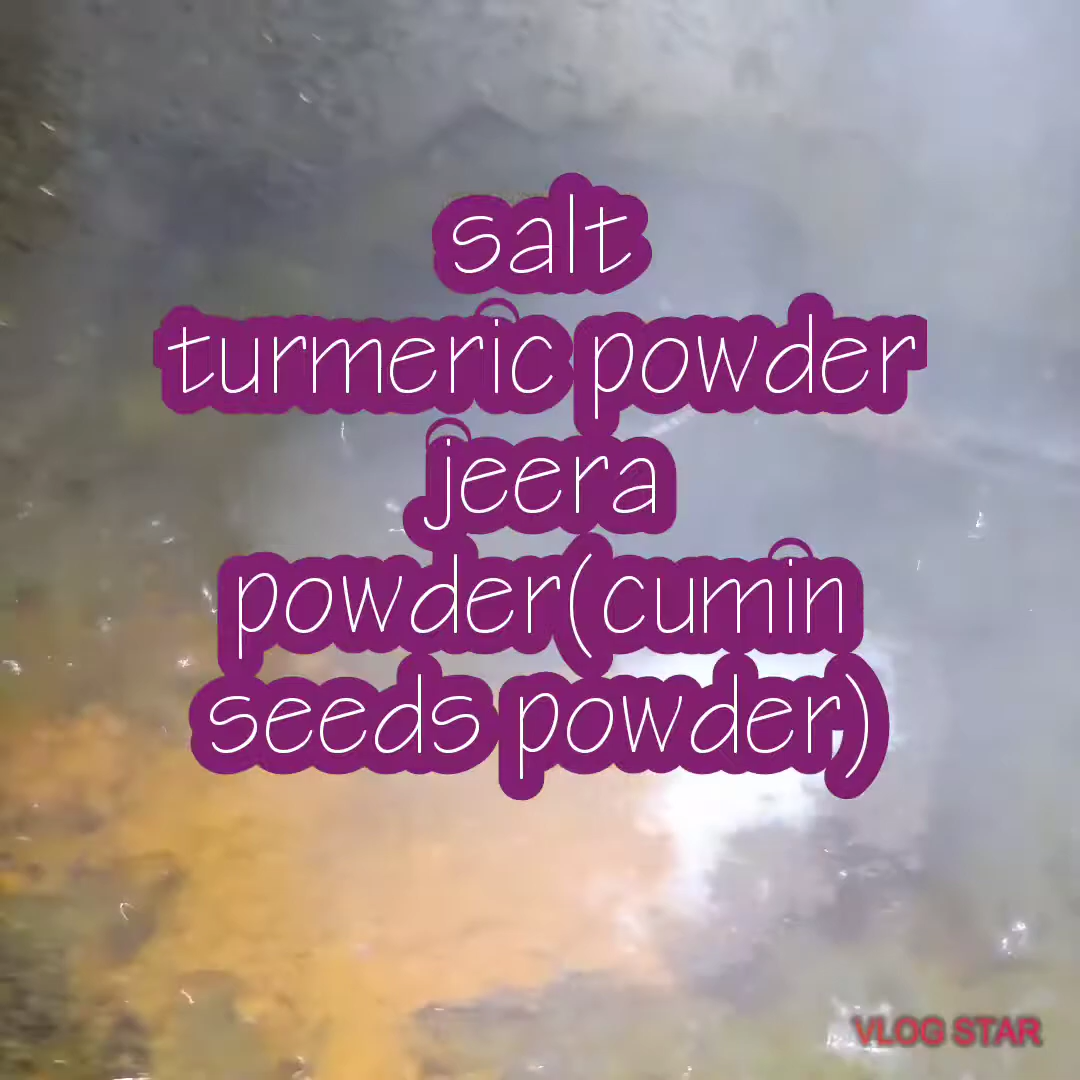 salt
turmeric powder
jeera
powder(cumin
seeds powder)
VLOG STAR